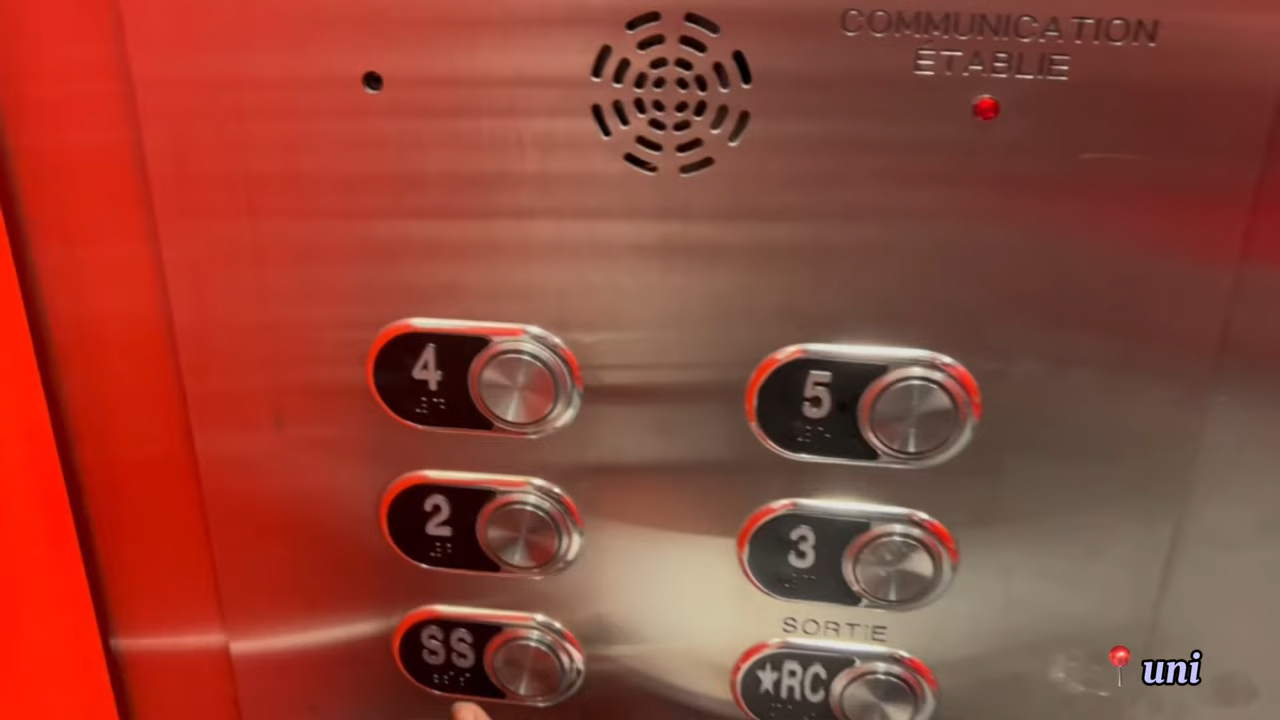 COMMUNICATION
ÉTABLIE
4
5
2
3
SORTIE
SS
★RC
📍 uni